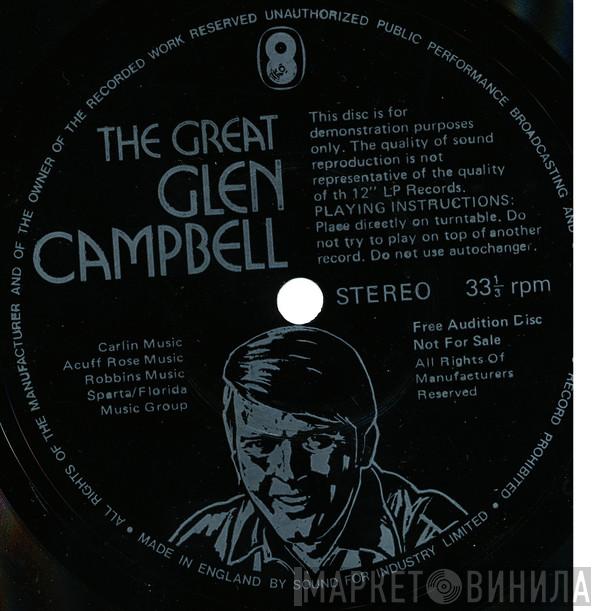 • ALL RIGHTS OF THE MANUFACTURER AND OF THE OWNER OF THE RECORDED WORK RESERVED UNAUTHORIZED PUBLIC PERFORMANCE BROADCASTING AND
RECORD PROHIBITED •
8
THE GREAT
GLEN
CAMPBELL
This disc is for
demonstration purposes
only. The quality of sound
reproduction is not
representative of the quality
of th 12" LP Records.
PLAYING INSTRUCTIONS:
Place directly on turntable. Do
not try to play on top of another
record. Do not use autochanger.
STEREO 33⅓ rpm
Carlin Music
Acuff Rose Music
Robbins Music
Sparta/Florida
Music Group
Free Audition Disc
Not For Sale
All Rights Of
Manufacturers
Reserved
MADE IN ENGLAND BY SOUND FOR INDUSTRY LIMITED •
МАРКЕТ ВИНИЛА